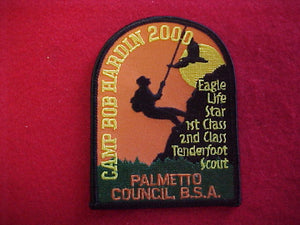 CAMP BOB HARDIN 2000
Eagle
Life
Star
1st Class
2nd Class
Tenderfoot
Scout
PALMETTO
COUNCIL, B.S.A.